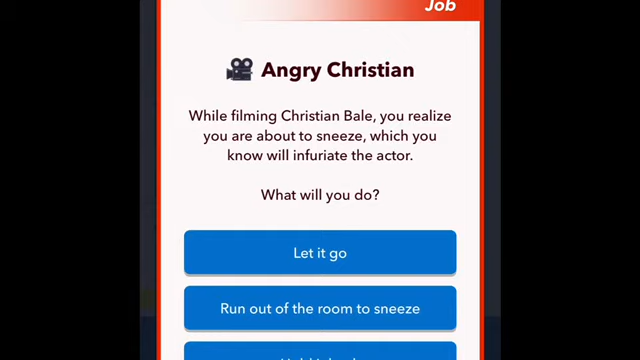 Job
Angry Christian
While filming Christian Bale, you realize
you are about to sneeze, which you
know will infuriate the actor.
What will you do?
Let it go
Run out of the room to sneeze